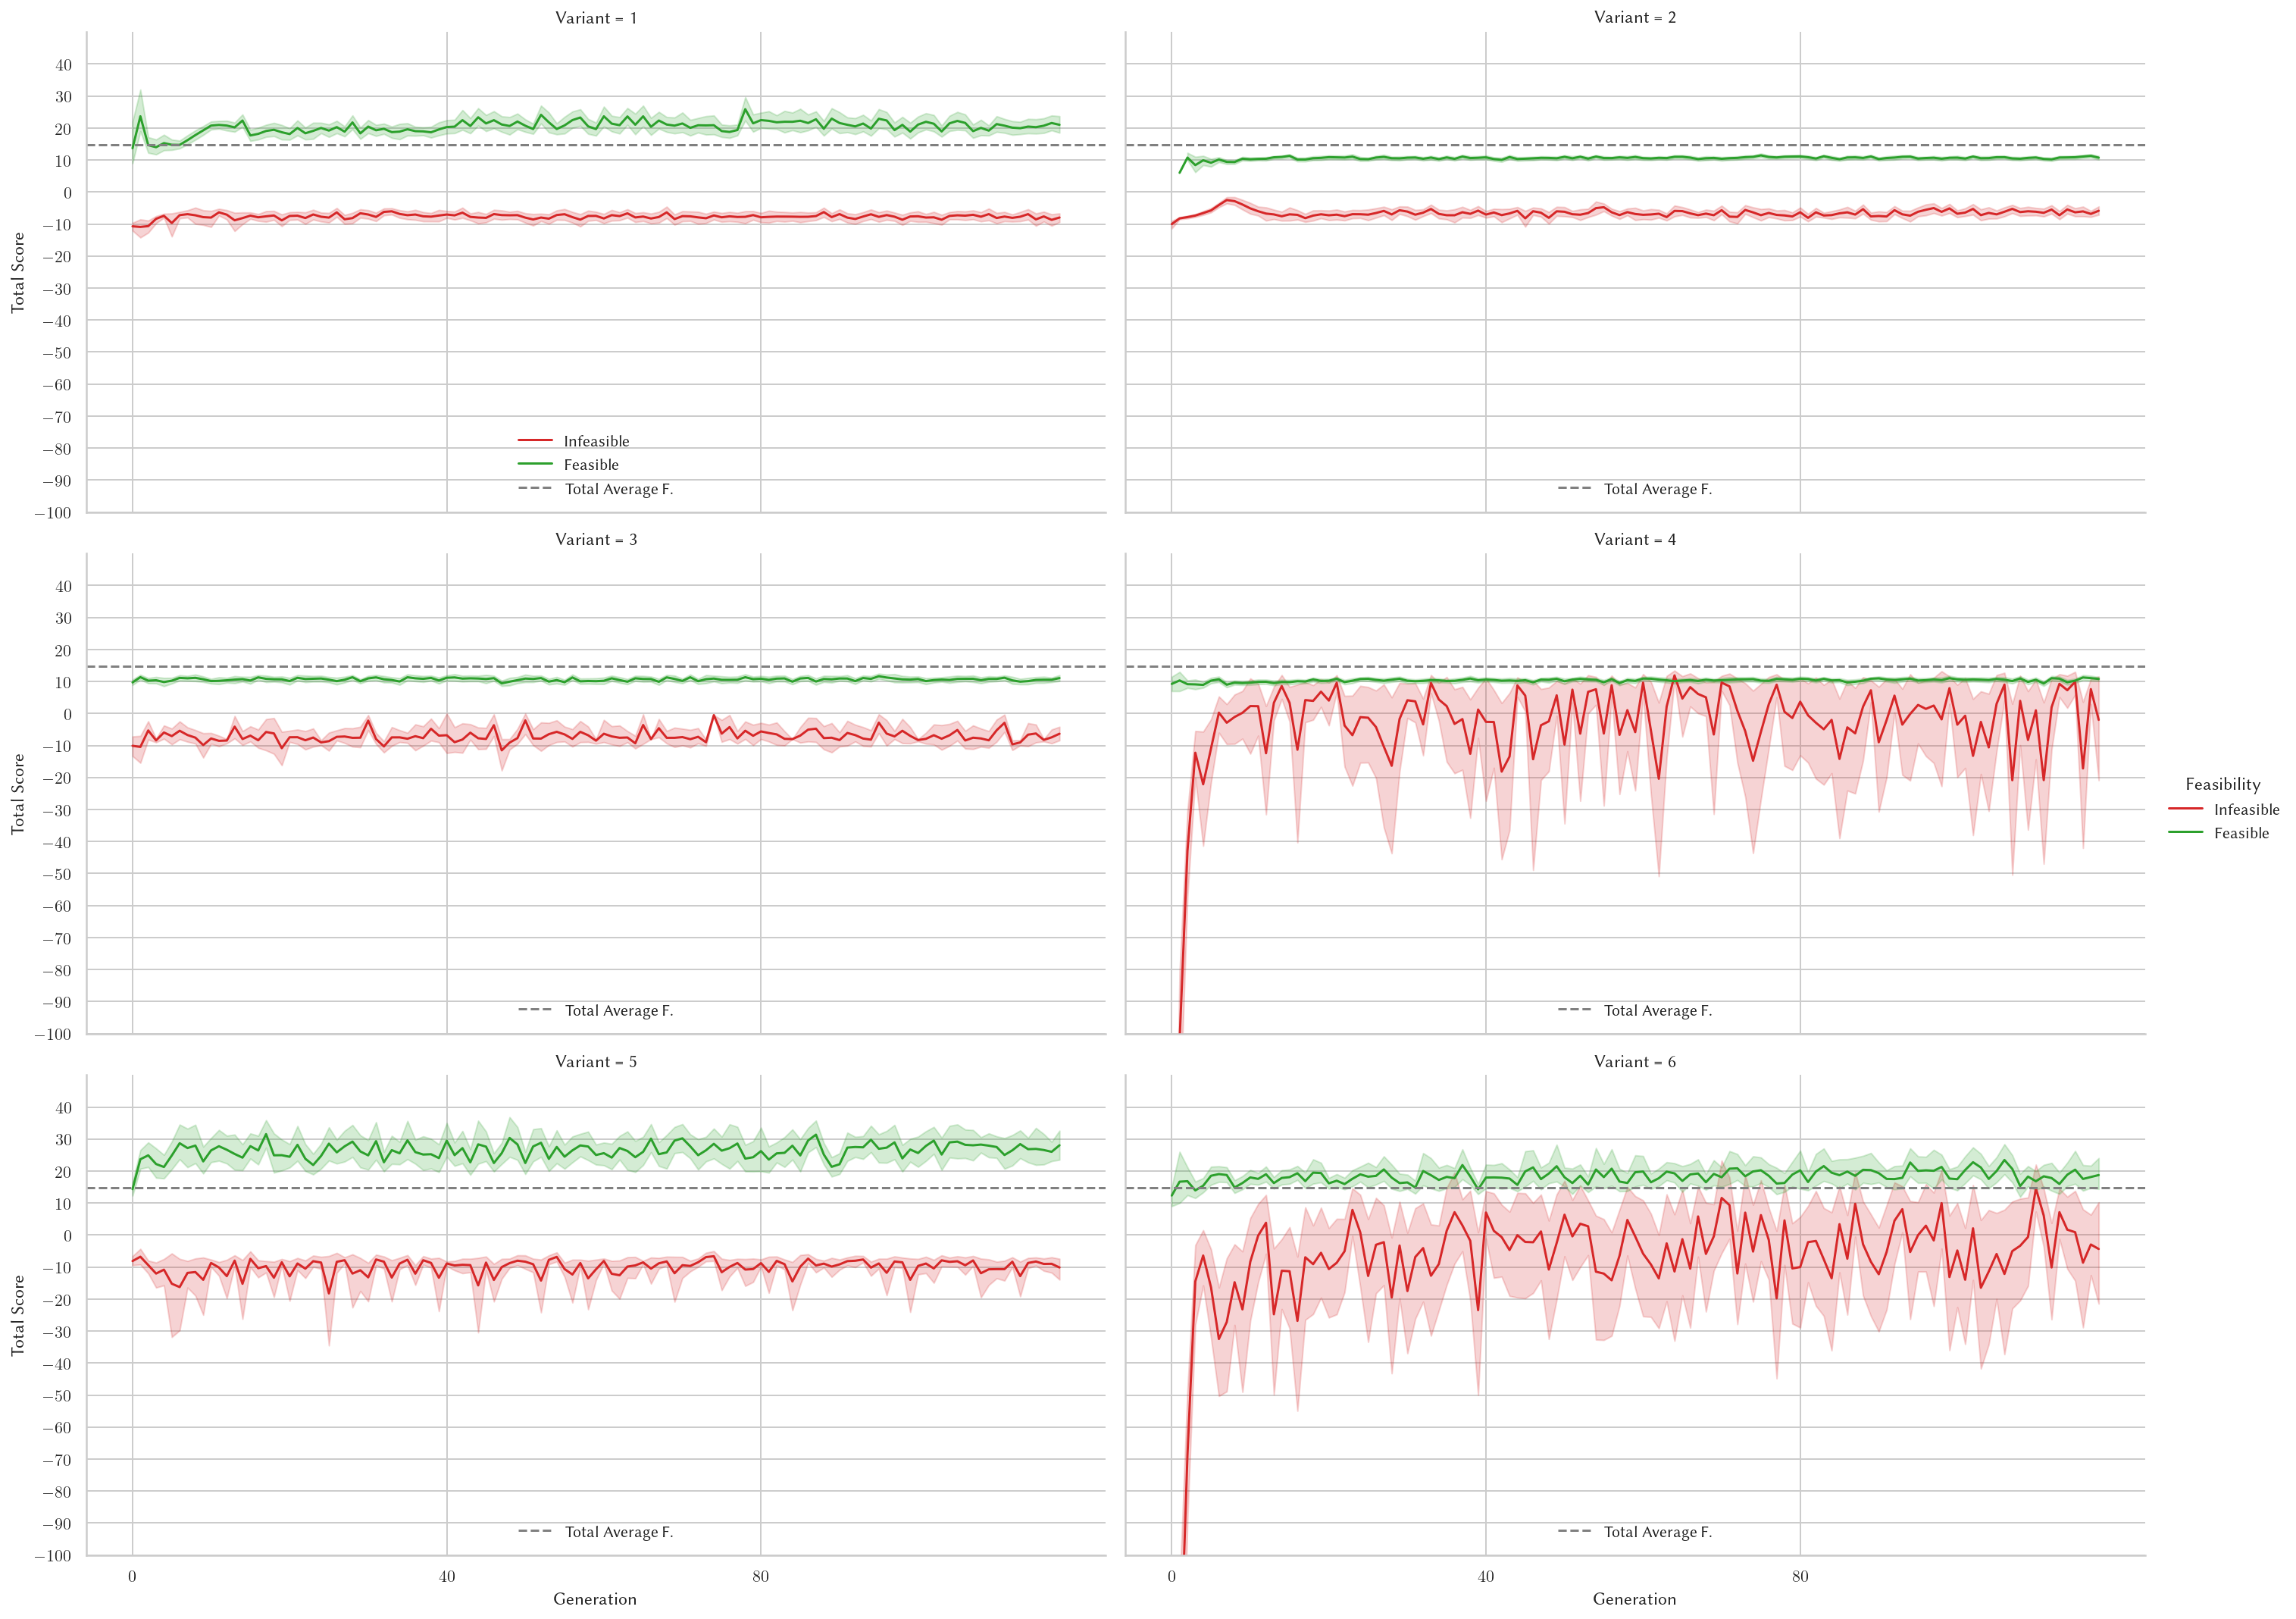 Variant = 1
Variant = 2
40
30
20
10
0
−10
−20
−30
−40
−50
−60
−70
−80
−90
−100
Total Score
Infeasible
Feasible
Total Average F.
Total Average F.
Variant = 3
Variant = 4
40
30
20
10
0
−10
−20
−30
−40
−50
−60
−70
−80
−90
−100
Total Score
Total Average F.
Total Average F.
Feasibility
Infeasible
Feasible
Variant = 5
Variant = 6
40
30
20
10
0
−10
−20
−30
−40
−50
−60
−70
−80
−90
−100
Total Score
Total Average F.
Total Average F.
0 40 80
0 40 80
Generation
Generation